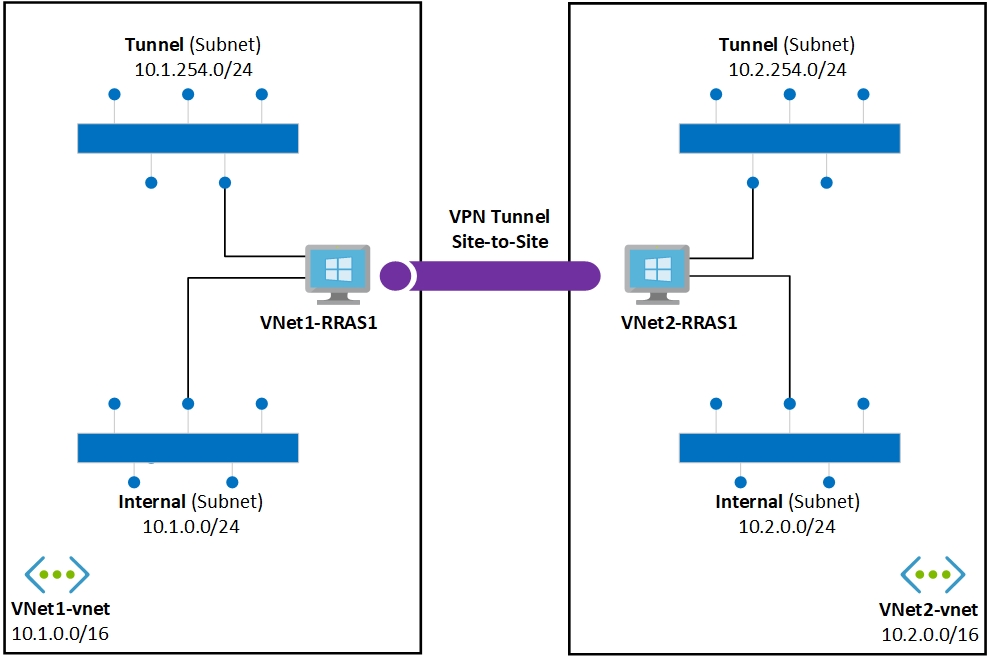 Tunnel (Subnet)
10.1.254.0/24
Tunnel (Subnet)
10.2.254.0/24
VPN Tunnel
Site-to-Site
VNet1-RRAS1
VNet2-RRAS1
Internal (Subnet)
10.1.0.0/24
Internal (Subnet)
10.2.0.0/24
VNet1-vnet
10.1.0.0/16
VNet2-vnet
10.2.0.0/16